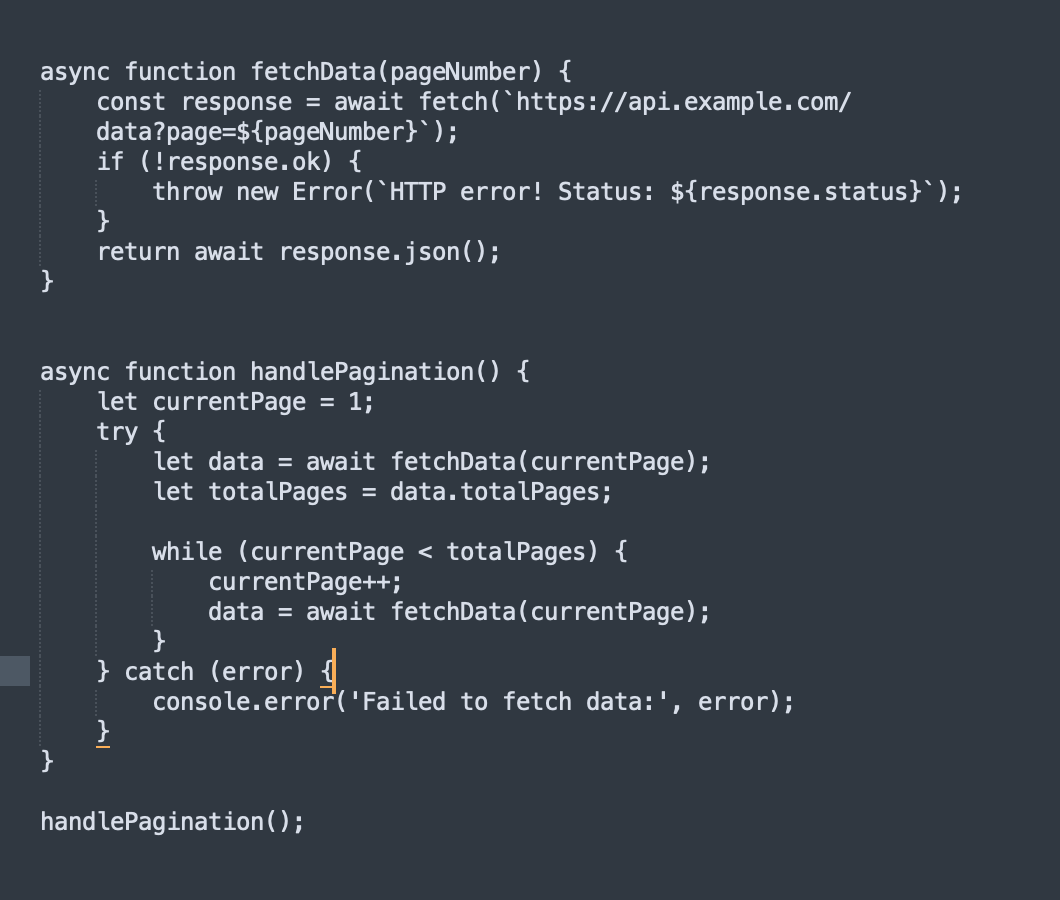 async function fetchData(pageNumber) {
    const response = await fetch(`https://api.example.com/
    data?page=${pageNumber}`);
    if (!response.ok) {
        throw new Error(`HTTP error! Status: ${response.status}`);
    }
    return await response.json();
}

async function handlePagination() {
    let currentPage = 1;
    try {
        let data = await fetchData(currentPage);
        let totalPages = data.totalPages;

        while (currentPage < totalPages) {
            currentPage++;
            data = await fetchData(currentPage);
        }
    } catch (error) {
        console.error('Failed to fetch data:', error);
    }
}

handlePagination();